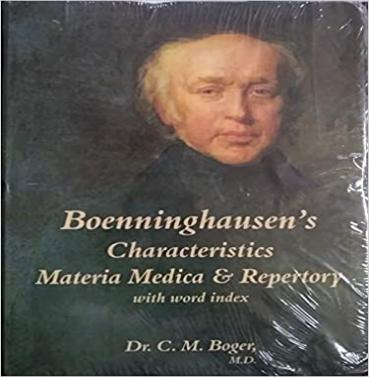 Boenninghausen's
Characteristics
Materia Medica & Repertory
with word index
Dr. C. M. Boger,
M.D.